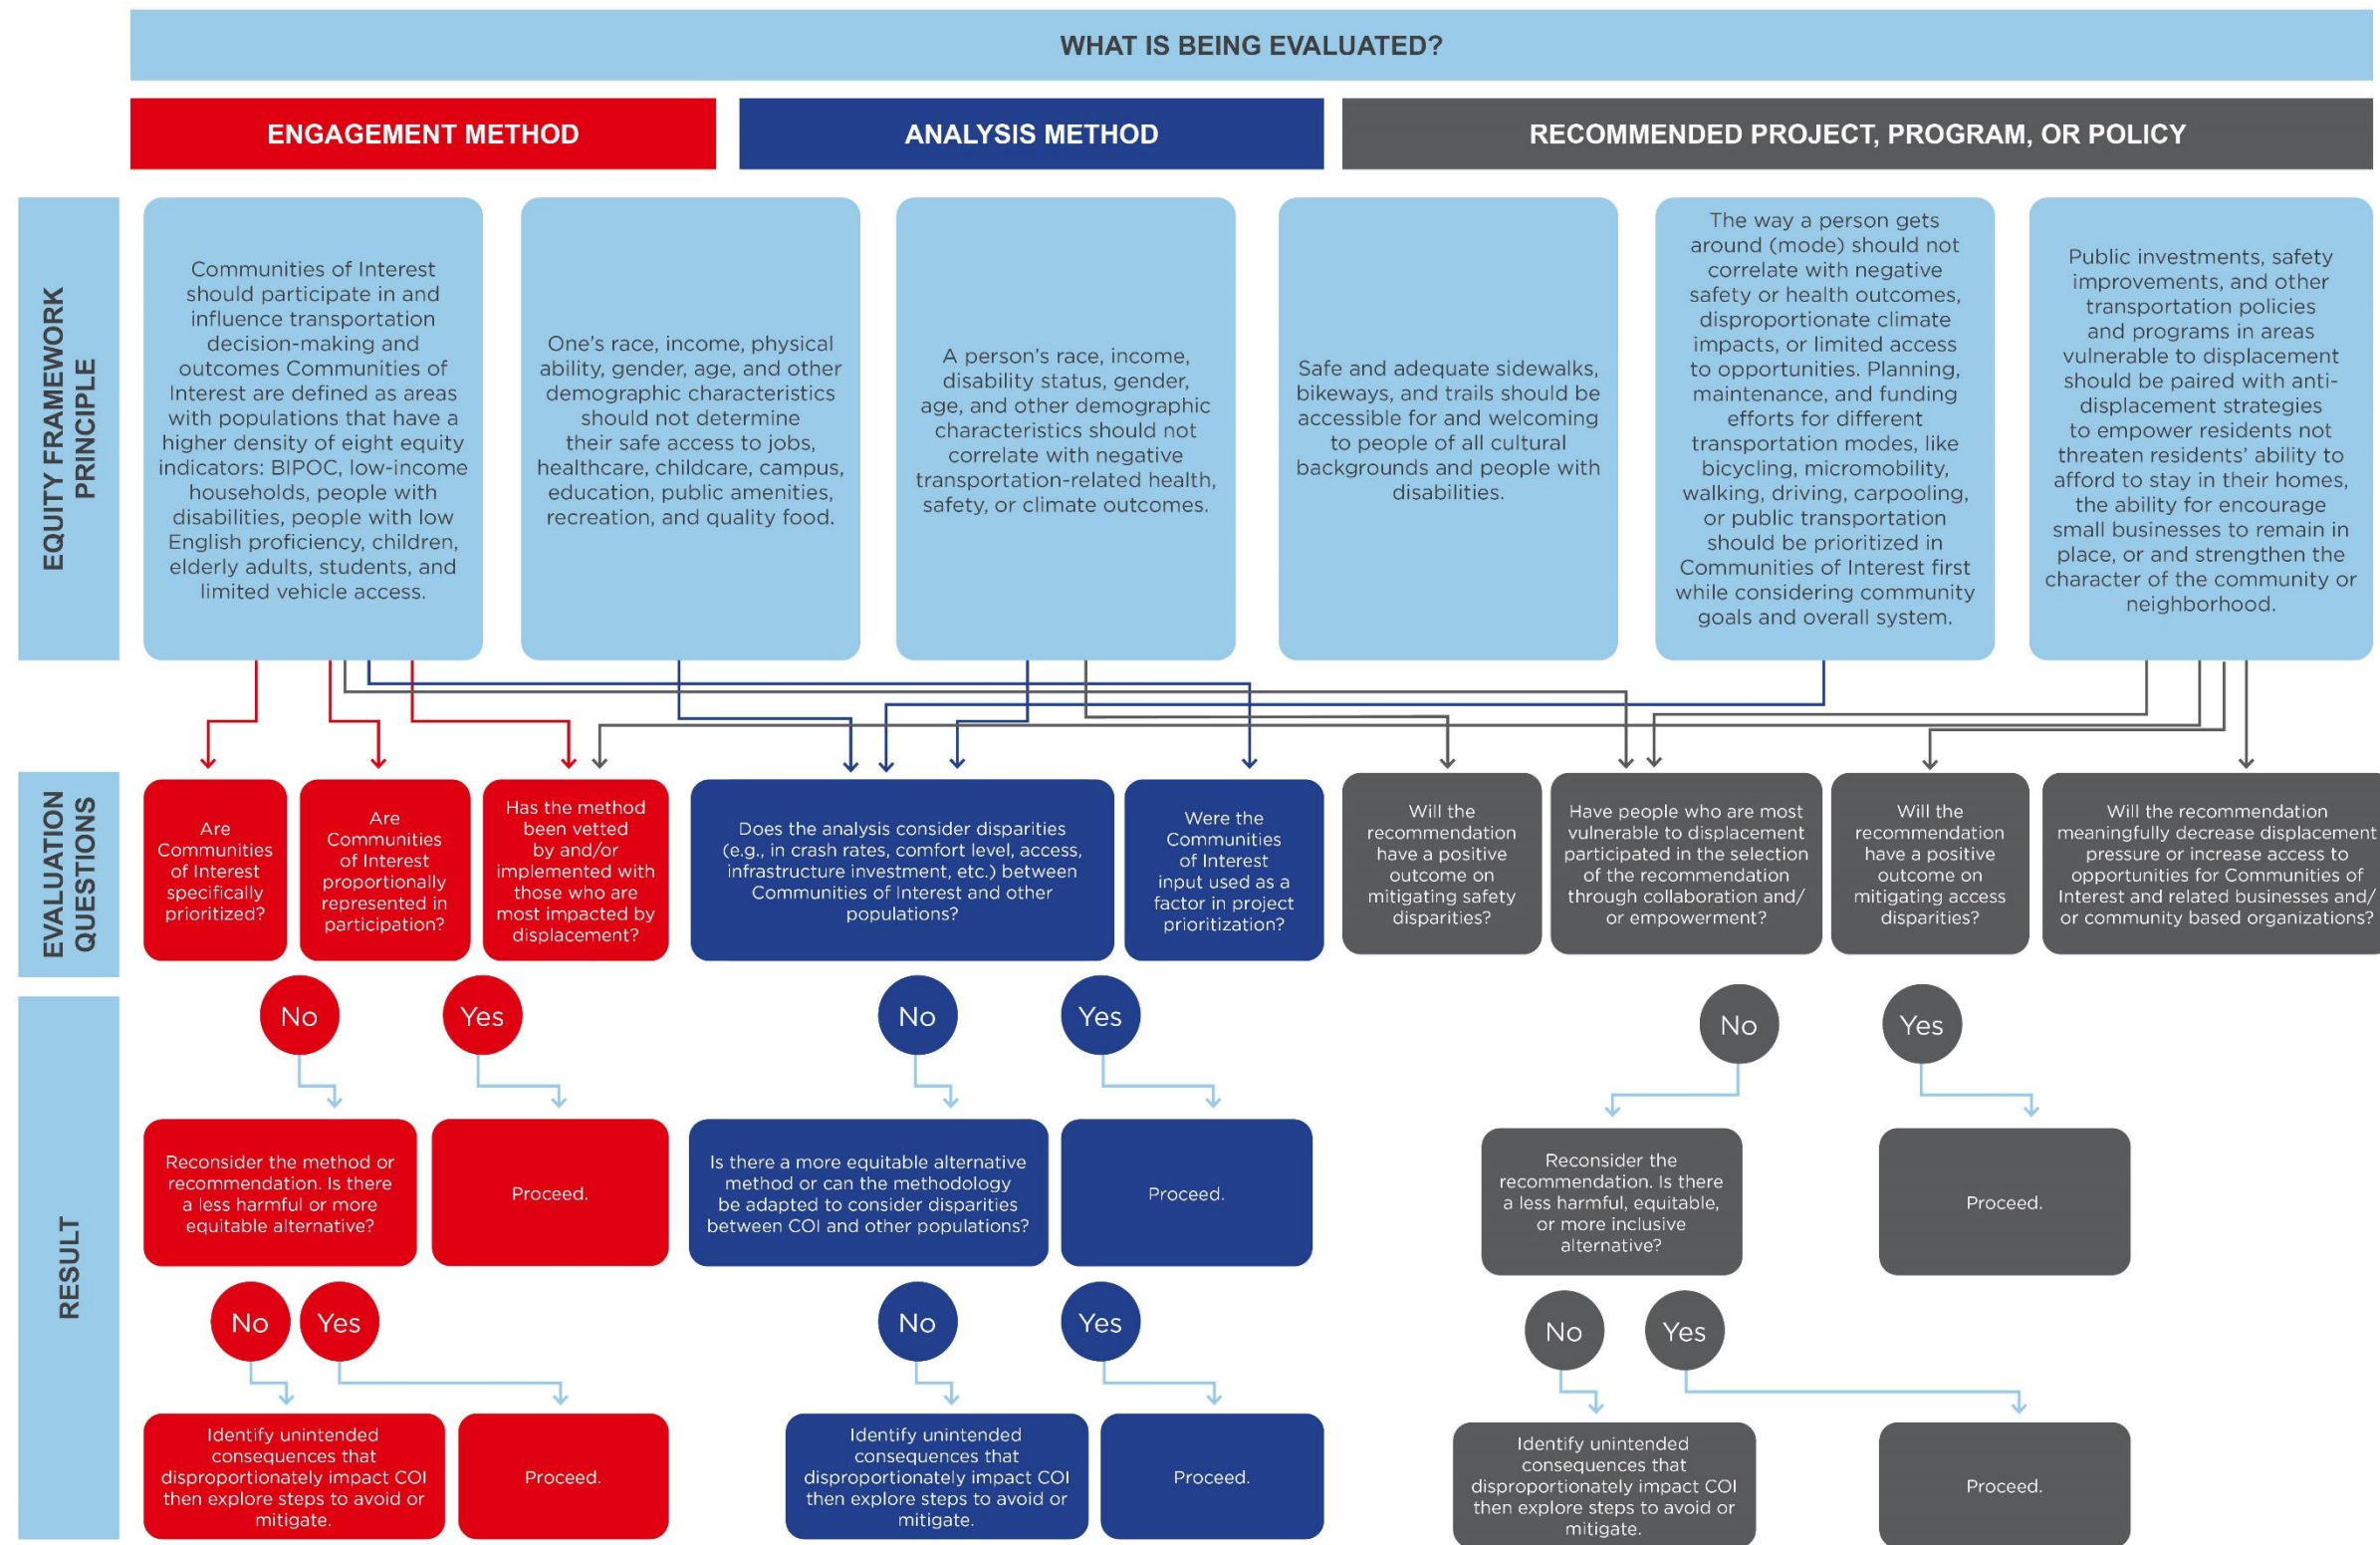 WHAT IS BEING EVALUATED?
ENGAGEMENT METHOD
ANALYSIS METHOD
RECOMMENDED PROJECT, PROGRAM, OR POLICY
EQUITY FRAMEWORK
PRINCIPLE
Communities of Interest
should participate in and
influence transportation
decision-making and
outcomes Communities of
Interest are defined as areas
with populations that have a
higher density of eight equity
indicators: BIPOC, low-income
households, people with
disabilities, people with low
English proficiency, children,
elderly adults, students, and
limited vehicle access.
One's race, income, physical
ability, gender, age, and other
demographic characteristics
should not determine
their safe access to jobs,
healthcare, childcare, campus,
education, public amenities,
recreation, and quality food.
A person's race, income,
disability status, gender,
age, and other demographic
characteristics should not
correlate with negative
transportation-related health,
safety, or climate outcomes.
Safe and adequate sidewalks,
bikeways, and trails should be
accessible for and welcoming
to people of all cultural
backgrounds and people with
disabilities.
The way a person gets
around (mode) should not
correlate with negative
safety or health outcomes,
disproportionate climate
impacts, or limited access
to opportunities. Planning,
maintenance, and funding
efforts for different
transportation modes, like
bicycling, micromobility,
walking, driving, carpooling,
or public transportation
should be prioritized in
Communities of Interest first
while considering community
goals and overall system.
Public investments, safety
improvements, and other
transportation policies
and programs in areas
vulnerable to displacement
should be paired with anti-
displacement strategies
to empower residents not
threaten residents' ability to
afford to stay in their homes,
the ability for encourage
small businesses to remain in
place, or and strengthen the
character of the community or
neighborhood.
EVALUATION
QUESTIONS
Are
Communities
of Interest
specifically
prioritized?
Are
Communities
of Interest
proportionally
represented in
participation?
Has the method
been vetted
by and/or
implemented with
those who are
most impacted by
displacement?
Does the analysis consider disparities
(e.g., in crash rates, comfort level, access,
infrastructure investment, etc.) between
Communities of Interest and other
populations?
Were the
Communities
of Interest
input used as a
factor in project
prioritization?
Will the
recommendation
have a positive
outcome on
mitigating safety
disparities?
Have people who are most
vulnerable to displacement
participated in the selection
of the recommendation
through collaboration and/
or empowerment?
Will the
recommendation
have a positive
outcome on
mitigating access
disparities?
Will the recommendation
meaningfully decrease displacement
pressure or increase access to
opportunities for Communities of
Interest and related businesses and/
or community based organizations?
RESULT
No
Yes
No
Yes
No
Yes
Reconsider the method or
recommendation. Is there
a less harmful or more
equitable alternative?
Proceed.
Is there a more equitable alternative
method or can the methodology
be adapted to consider disparities
between COI and other populations?
Proceed.
Reconsider the
recommendation. Is there
a less harmful, equitable,
or more inclusive
alternative?
Proceed.
No
Yes
No
Yes
No
Yes
Identify unintended
consequences that
disproportionately impact COI
then explore steps to avoid or
mitigate.
Proceed.
Identify unintended
consequences that
disproportionately impact COI
then explore steps to avoid or
mitigate.
Proceed.
Identify unintended
consequences that
disproportionately impact COI
then explore steps to avoid or
mitigate.
Proceed.